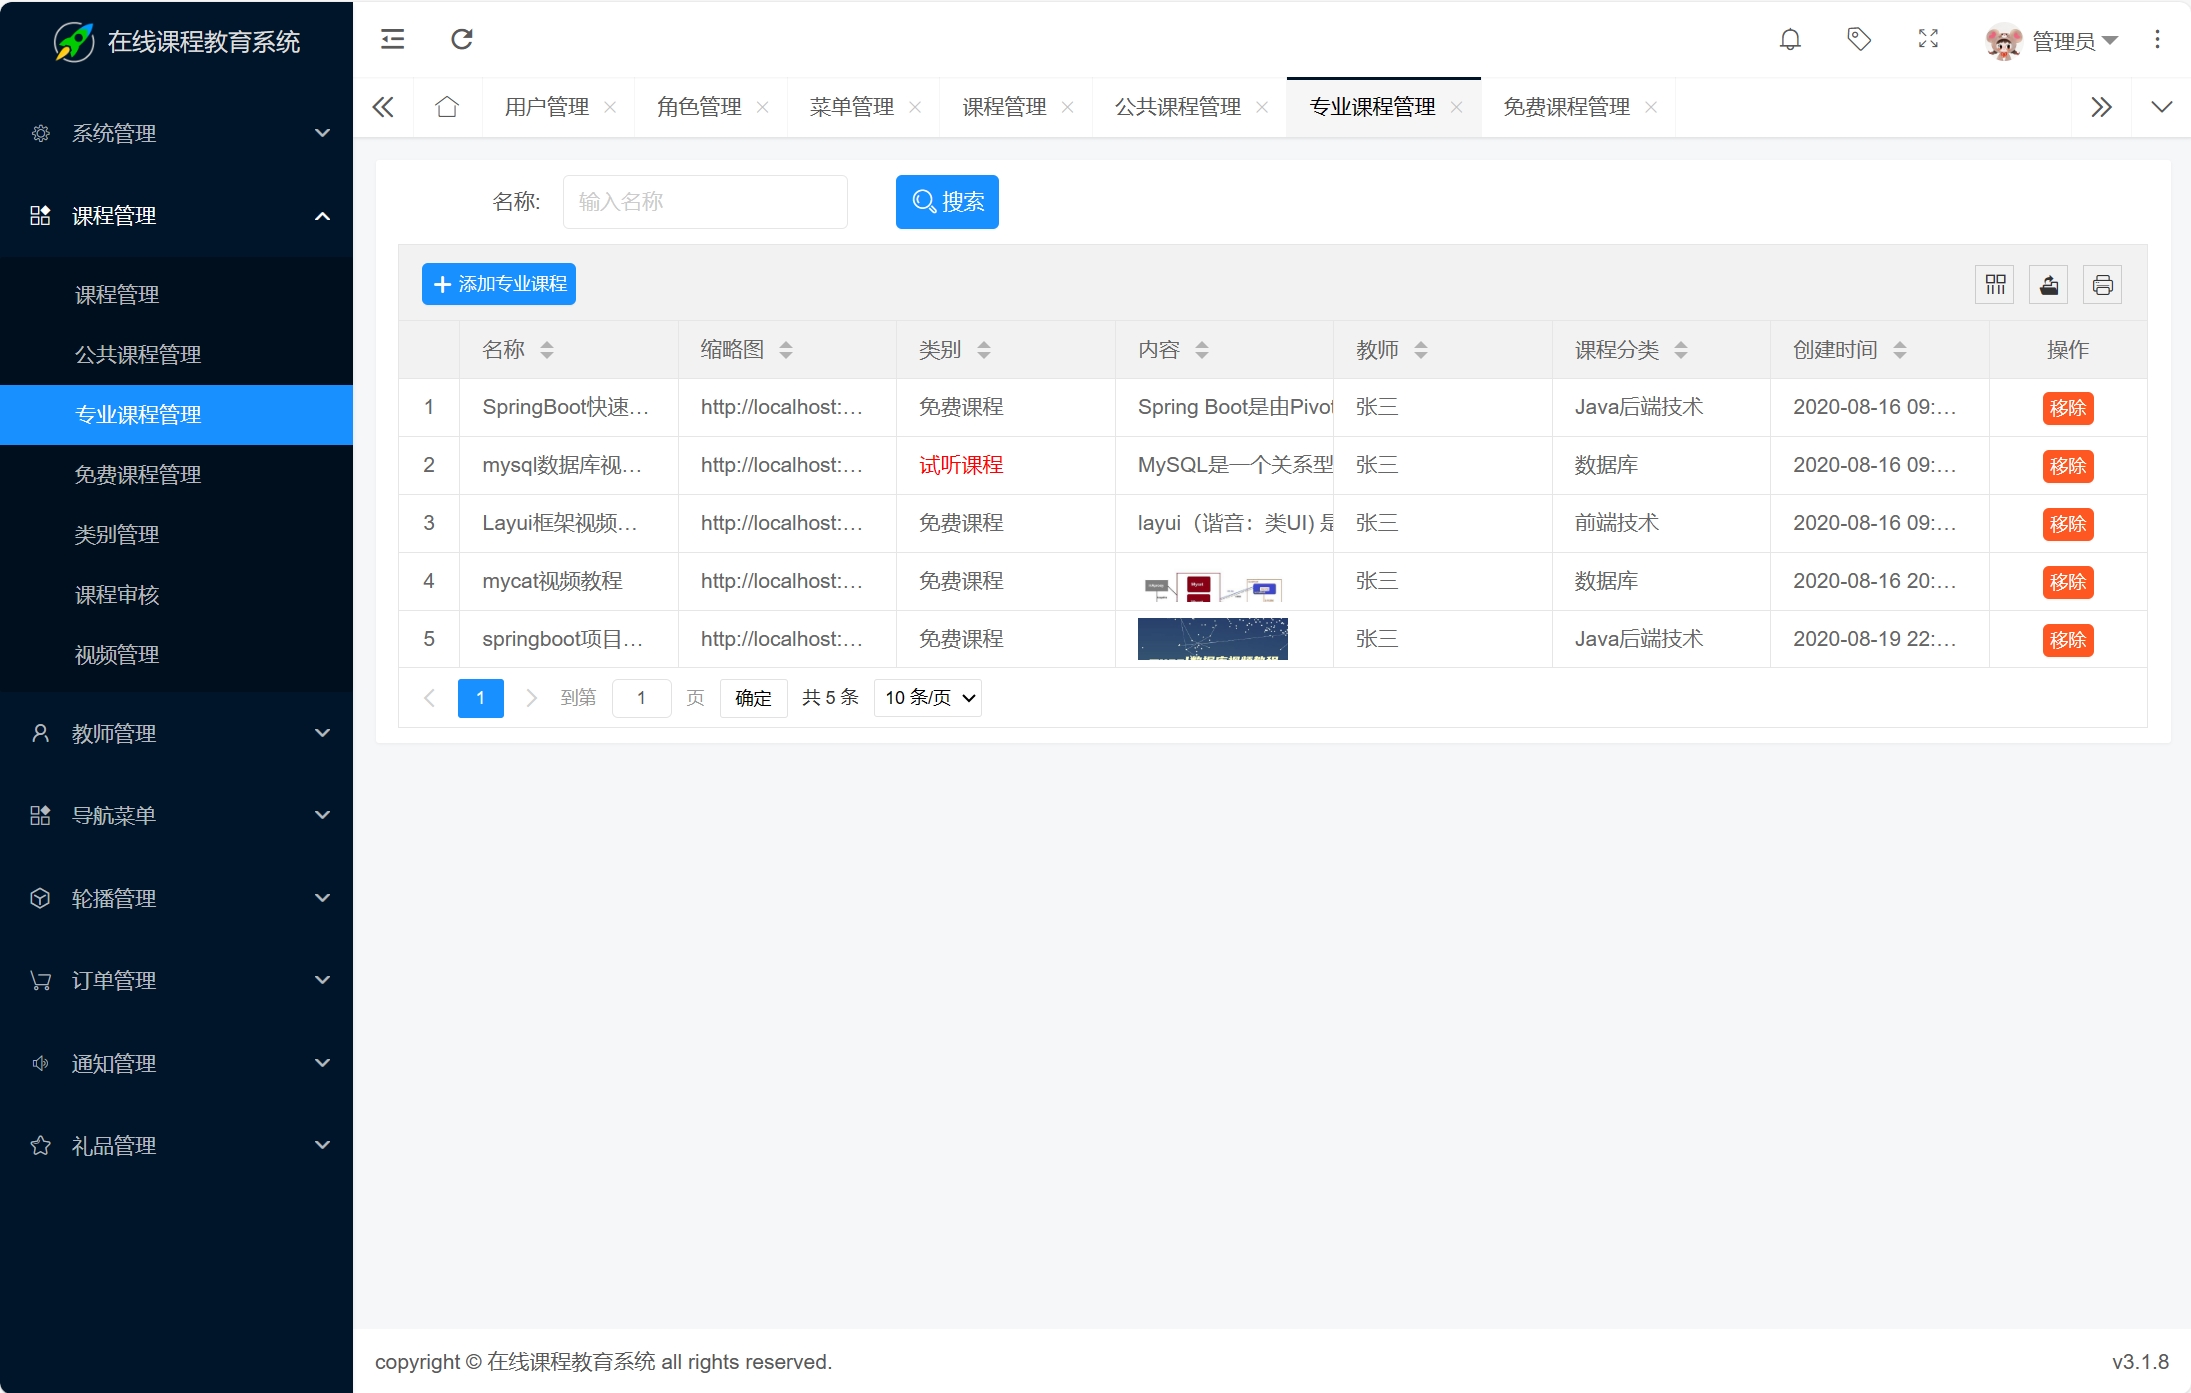 在线课程教育系统
管理员
用户管理
角色管理
菜单管理
课程管理
公共课程管理
专业课程管理
免费课程管理
系统管理
课程管理
课程管理
公共课程管理
专业课程管理
免费课程管理
类别管理
课程审核
视频管理
教师管理
导航菜单
轮播管理
订单管理
通知管理
礼品管理
名称: 输入名称 搜索
添加专业课程
名称 缩略图 类别 内容 教师 课程分类 创建时间 操作
1 SpringBoot快速… http://localhost:… 免费课程 Spring Boot是由Pivot 张三 Java后端技术 2020-08-16 09:… 移除
2 mysql数据库视… http://localhost:… 试听课程 MySQL是一个关系型 张三 数据库 2020-08-16 09:… 移除
3 Layui框架视频… http://localhost:… 免费课程 layui（谐音：类UI) 是 张三 前端技术 2020-08-16 09:… 移除
4 mycat视频教程 http://localhost:… 免费课程 张三 数据库 2020-08-16 20:… 移除
5 springboot项目… http://localhost:… 免费课程 张三 Java后端技术 2020-08-19 22:… 移除
1 到第 1 页 确定 共 5 条 10 条/页
copyright © 在线课程教育系统 all rights reserved.
v3.1.8